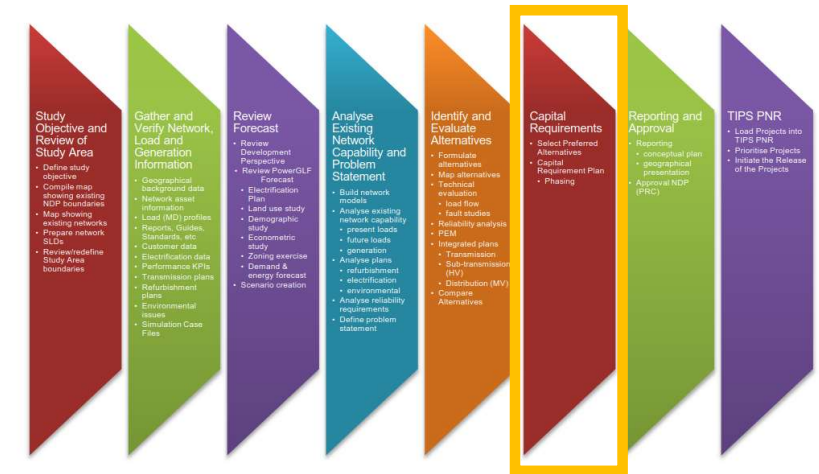 Study
Objective and
Review of
Study Area
• Define study
objective
• Compile map
showing existing
NDP boundaries
• Map showing
existing networks
• Prepare network
SLDs
• Review/redefine
Study Area
boundaries
Gather and
Verify Network,
Load and
Generation
Information
• Geographical
background data
• Network asset
information
• Load (MD) profiles
• Reports, Guides,
Standards, etc
• Customer data
• Electrification data
• Performance KPIs
• Transmission plans
• Refurbishment
plans
• Environmental
issues
• Simulation Case
Files
Review
Forecast
• Review
Development
Perspective
• Review PowerGLF
Forecast
• Electrification
Plan
• Land use study
• Demographic
study
• Econometric
study
• Zoning exercise
• Demand &
energy forecast
• Scenario creation
Analyse
Existing
Network
Capability and
Problem
Statement
• Build network
models
• Analyse existing
network capability
• present loads
• future loads
• generation
• Analyse plans
• refurbishment
• electrification
• environmental
• Analyse reliability
requirements
• Define problem
statement
Identify and
Evaluate
Alternatives
• Formulate
alternatives
• Map alternatives
• Technical
evaluation
• load flow
• fault studies
• Reliability analysis
• PEM
• Integrated plans
• Transmission
• Sub-transmission
(HV)
• Distribution (MV)
• Compare
Alternatives
Capital
Requirements
• Select Preferred
Alternatives
• Capital
Requirement Plan
• Phasing
Reporting and
Approval
• Reporting
• conceptual plan
• geographical
presentation
• Approval NDP
(PRC)
TIPS PNR
• Load Projects into
TIPS PNR
• Prioritise Projects
• Initiate the Release
of the Projects